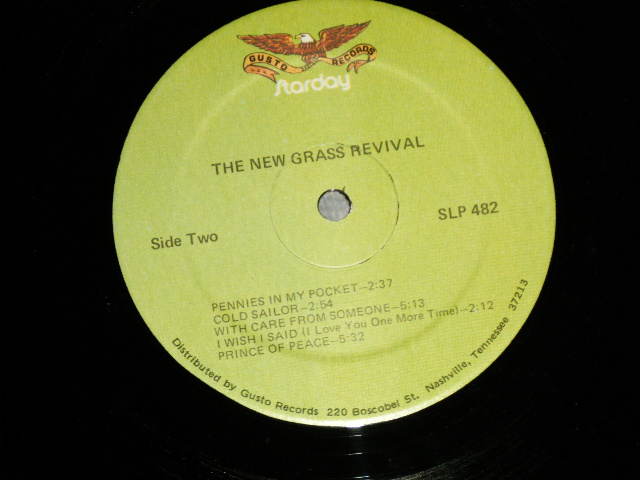 GUSTO RECORDS
U.S.A.
Starday
THE NEW GRASS REVIVAL
Side Two
SLP 482
PENNIES IN MY POCKET—2:37
COLD SAILOR—2:54
WITH CARE FROM SOMEONE—5:13
I WISH I SAID (I Love You One More Time)—2:12
PRINCE OF PEACE—5:32
Distributed by Gusto Records 220 Boscobel St. Nashville, Tennessee 37213